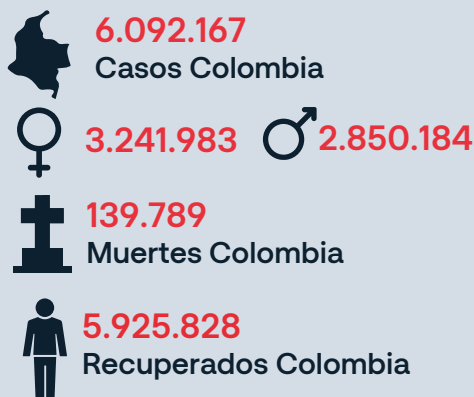 6.092.167
Casos Colombia
3.241.983 2.850.184
139.789
Muertes Colombia
5.925.828
Recuperados Colombia